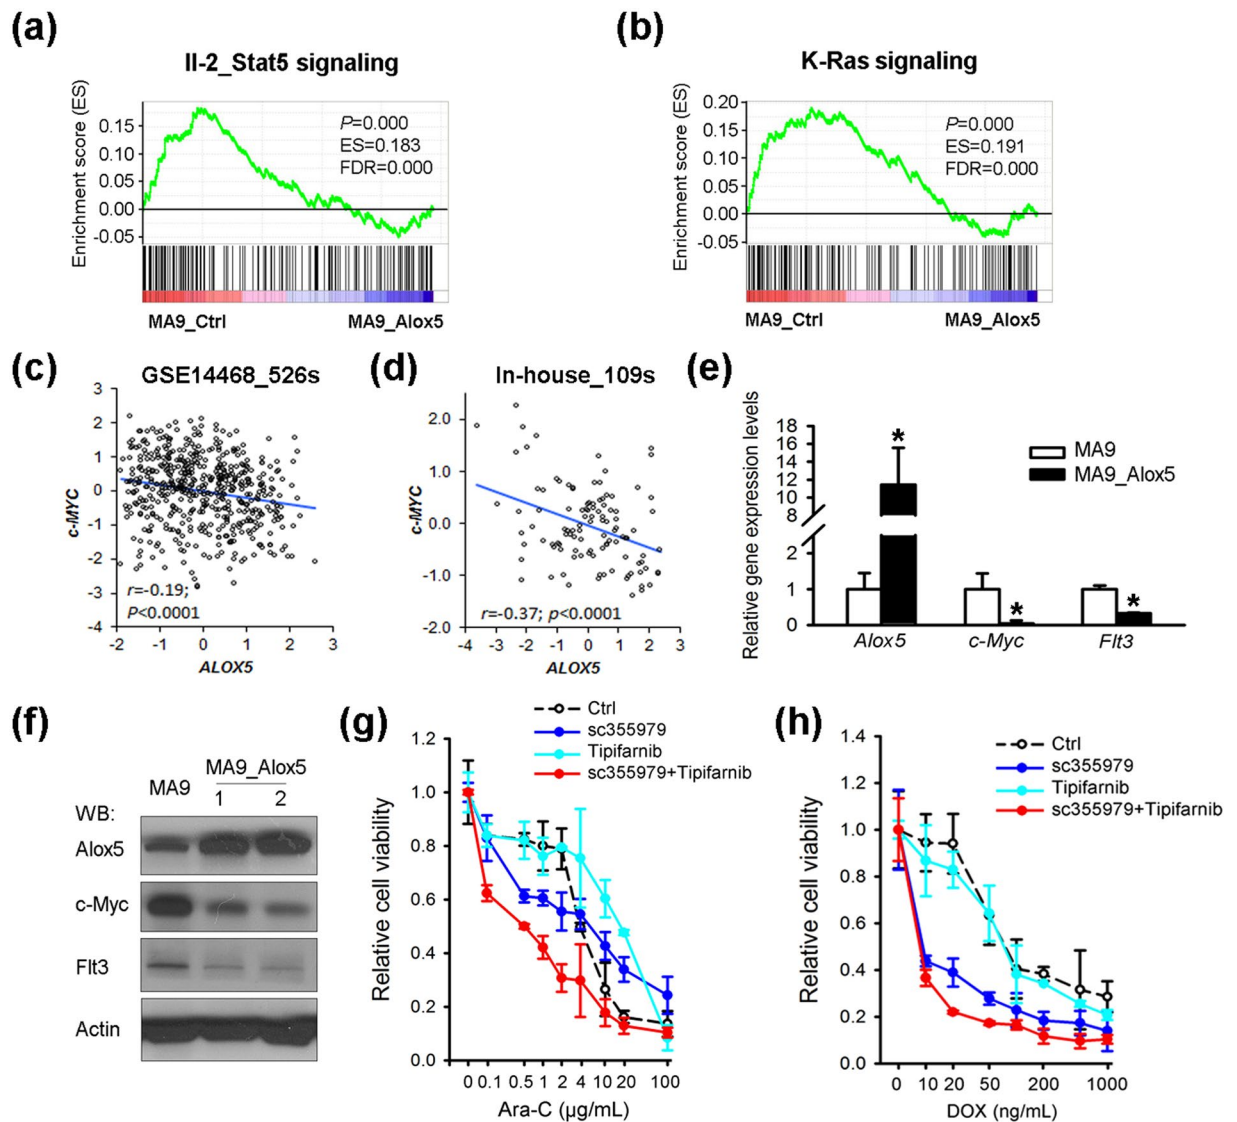 (a)
Il-2_Stat5 signaling
Enrichment score (ES)
0.15
0.10
0.05
0.00
-0.05
P=0.000
ES=0.183
FDR=0.000
MA9_Ctrl
MA9_Alox5
(b)
K-Ras signaling
Enrichment score (ES)
0.20
0.15
0.10
0.05
0.00
-0.05
P=0.000
ES=0.191
FDR=0.000
MA9_Ctrl
MA9_Alox5
(c)
GSE14468_526s
c-MYC
3
2
1
0
-1
-2
-3
-4
r=-0.19;
P<0.0001
-2 -1 0 1 2 3
ALOX5
(d)
In-house_109s
c-MYC
2.0
1.0
0.0
-1.0
-2.0
r=-0.37; p<0.0001
-4 -3 -2 -1 0 1 2 3
ALOX5
(e)
Relative gene expression levels
18
16
14
12
10
8
2
1
0
*
*
*
MA9
MA9_Alox5
Alox5 c-Myc Flt3
(f)
MA9_Alox5
MA9 1 2
WB:
Alox5
c-Myc
Flt3
Actin
(g)
Ctrl
sc355979
Tipifarnib
sc355979+Tipifarnib
Relative cell viability
1.2
1.0
0.8
0.6
0.4
0.2
0.0
0 0.1 0.5 1 2 4 10 20 100
Ara-C (µg/mL)
(h)
Ctrl
sc355979
Tipifarnib
sc355979+Tipifarnib
Relative cell viability
1.4
1.2
1.0
0.8
0.6
0.4
0.2
0.0
0 10 20 50 200 1000
DOX (ng/mL)